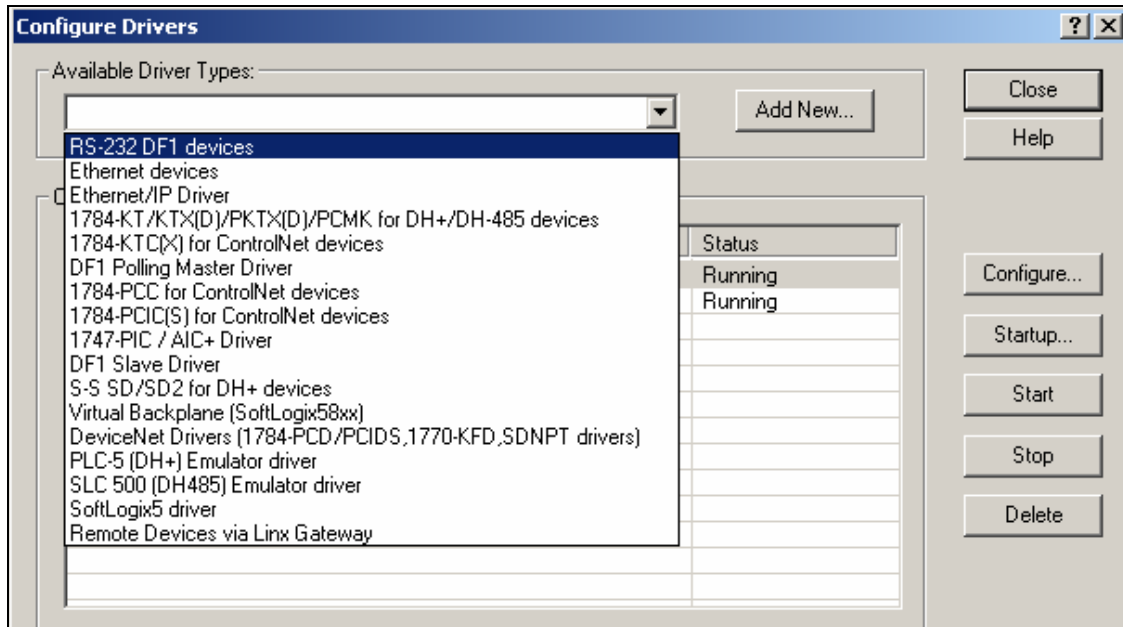 Configure Drivers
Available Driver Types:
Add New...
Close
Help
RS-232 DF1 devices
Ethernet devices
Ethernet/IP Driver
1784-KT/KTX(D)/PKTX(D)/PCMK for DH+/DH-485 devices
1784-KTC(X) for ControlNet devices
DF1 Polling Master Driver
1784-PCC for ControlNet devices
1784-PCIC(S) for ControlNet devices
1747-PIC / AIC+ Driver
DF1 Slave Driver
S-S SD/SD2 for DH+ devices
Virtual Backplane (SoftLogix58xx)
DeviceNet Drivers (1784-PCD/PCIDS,1770-KFD,SDNPT drivers)
PLC-5 (DH+) Emulator driver
SLC 500 (DH485) Emulator driver
SoftLogix5 driver
Remote Devices via Linx Gateway
Status
Running
Running
Configure...
Startup...
Start
Stop
Delete